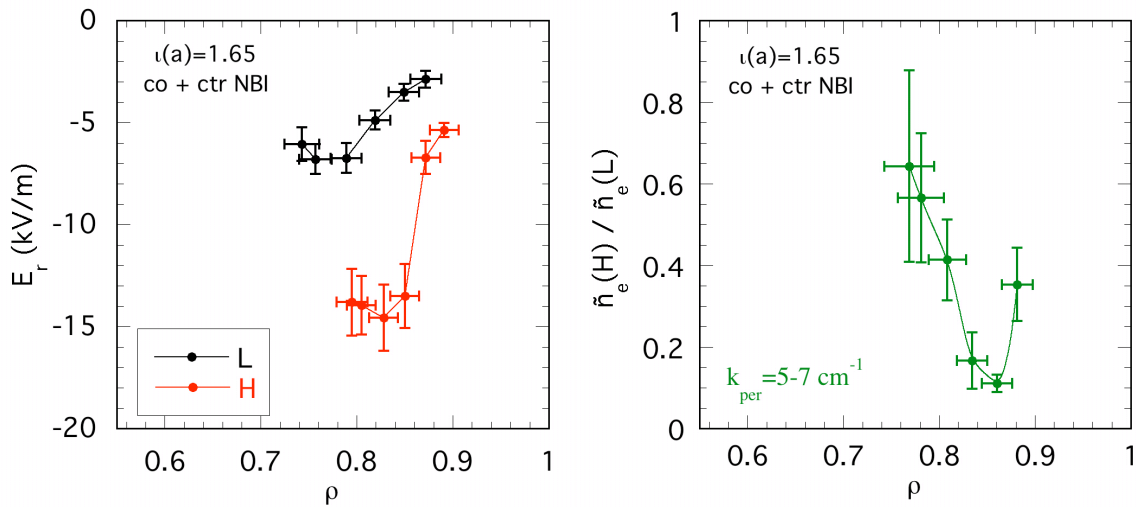 0
-5
-10
-15
-20
E_r (kV/m)
ι(a)=1.65
co + ctr NBI
L
H
0.6
0.7
0.8
0.9
1
ρ
1
0.8
0.6
0.4
0.2
0
ñ_e(H) / ñ_e(L)
ι(a)=1.65
co + ctr NBI
k_per=5-7 cm⁻¹
0.6
0.7
0.8
0.9
1
ρ